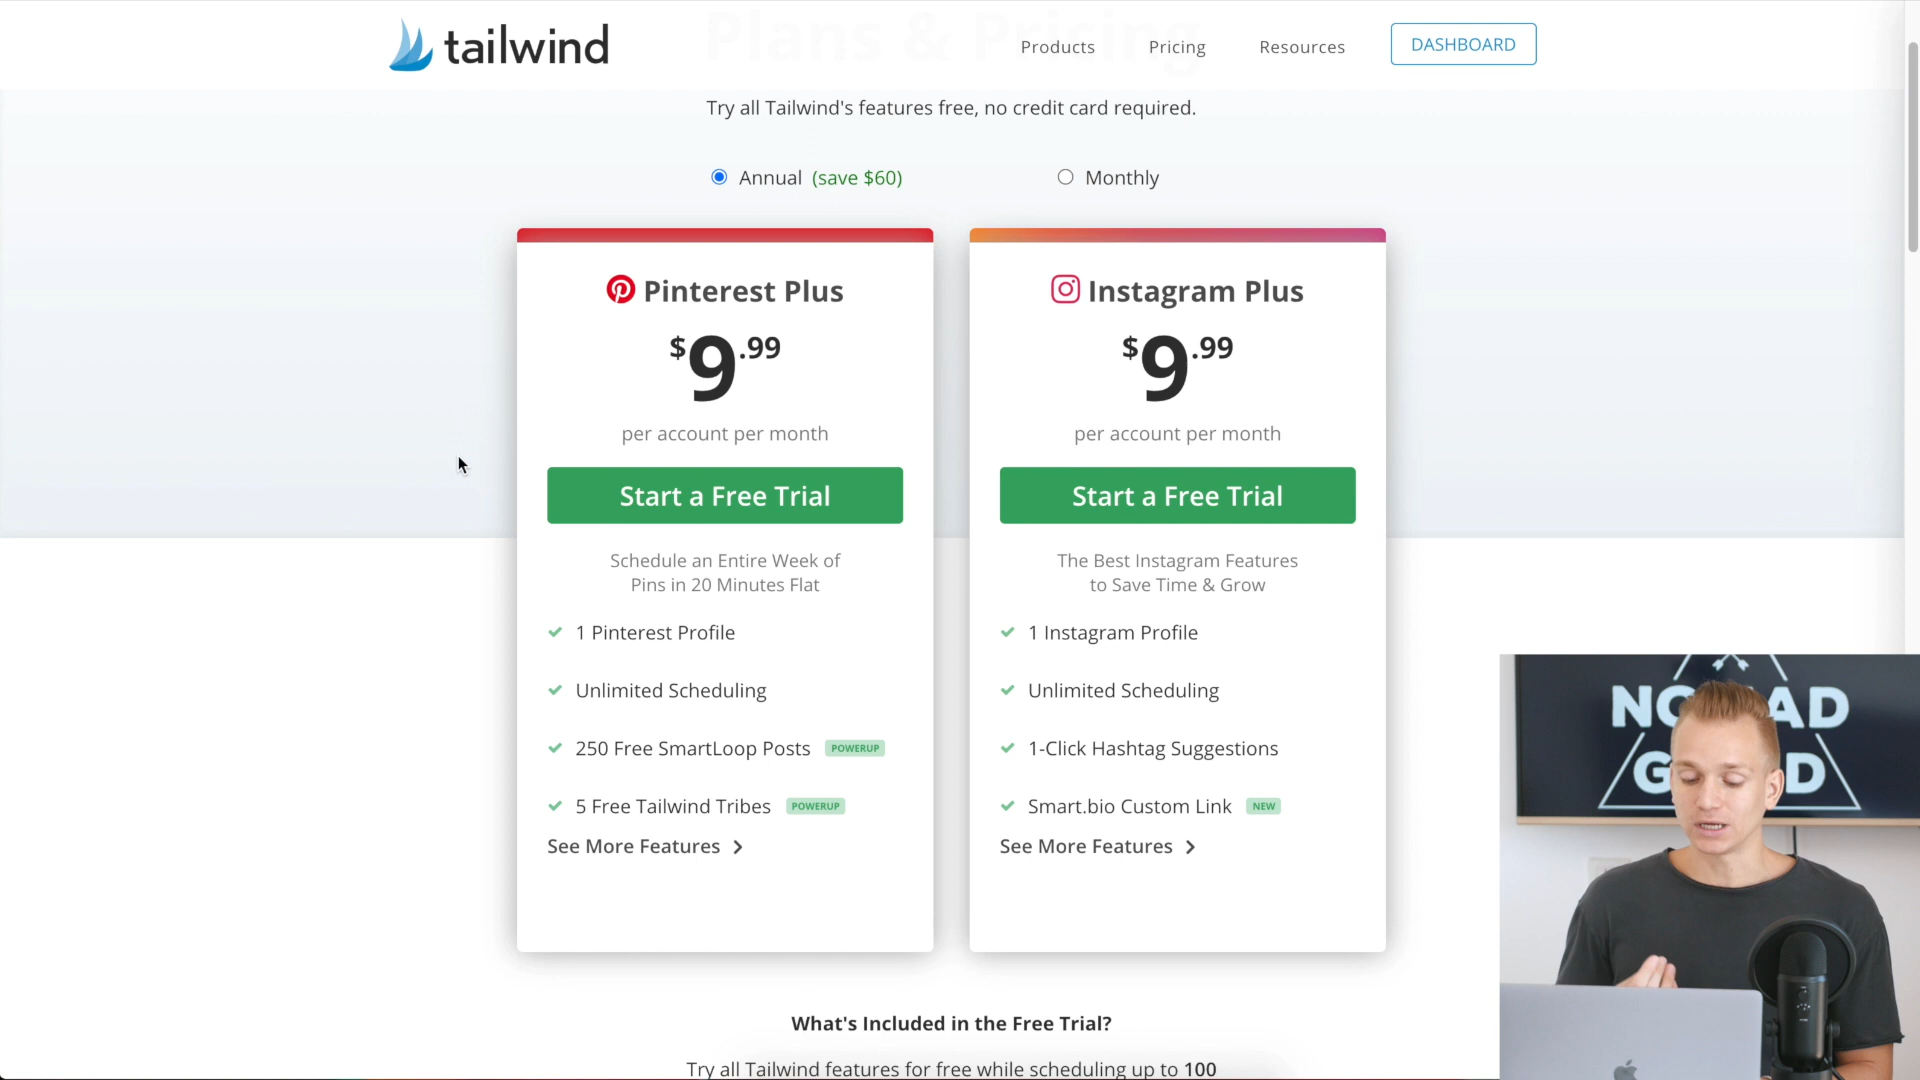 Plans & Pricing
tailwind
Products
Pricing
Resources
DASHBOARD
Try all Tailwind's features free, no credit card required.
Annual (save $60)
Monthly
Pinterest Plus
$9.99
per account per month
Start a Free Trial
Schedule an Entire Week of
Pins in 20 Minutes Flat
1 Pinterest Profile
Unlimited Scheduling
250 Free SmartLoop Posts POWERUP
5 Free Tailwind Tribes POWERUP
See More Features
Instagram Plus
$9.99
per account per month
Start a Free Trial
The Best Instagram Features
to Save Time & Grow
1 Instagram Profile
Unlimited Scheduling
1-Click Hashtag Suggestions
Smart.bio Custom Link NEW
See More Features
What's Included in the Free Trial?
Try all Tailwind features for free while scheduling up to 100